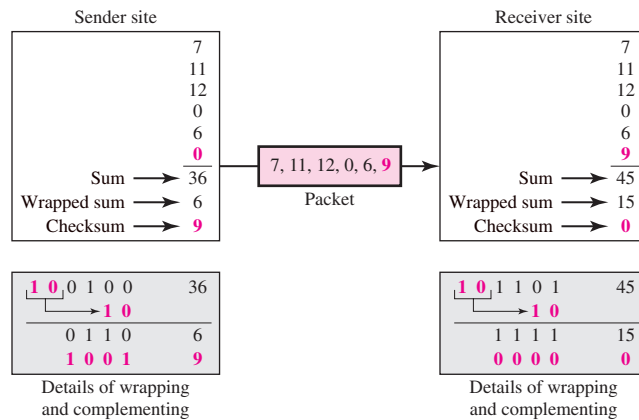 Sender site
7
11
12
0
6
0
Sum 36
Wrapped sum 6
Checksum 9
7, 11, 12, 0, 6, 9
Packet
Receiver site
7
11
12
0
6
9
Sum 45
Wrapped sum 15
Checksum 0
1 0 0 1 0 0 36
1 0
0 1 1 0 6
1 0 0 1 9
Details of wrapping
and complementing
1 0 1 1 0 1 45
1 0
1 1 1 1 15
0 0 0 0 0
Details of wrapping
and complementing